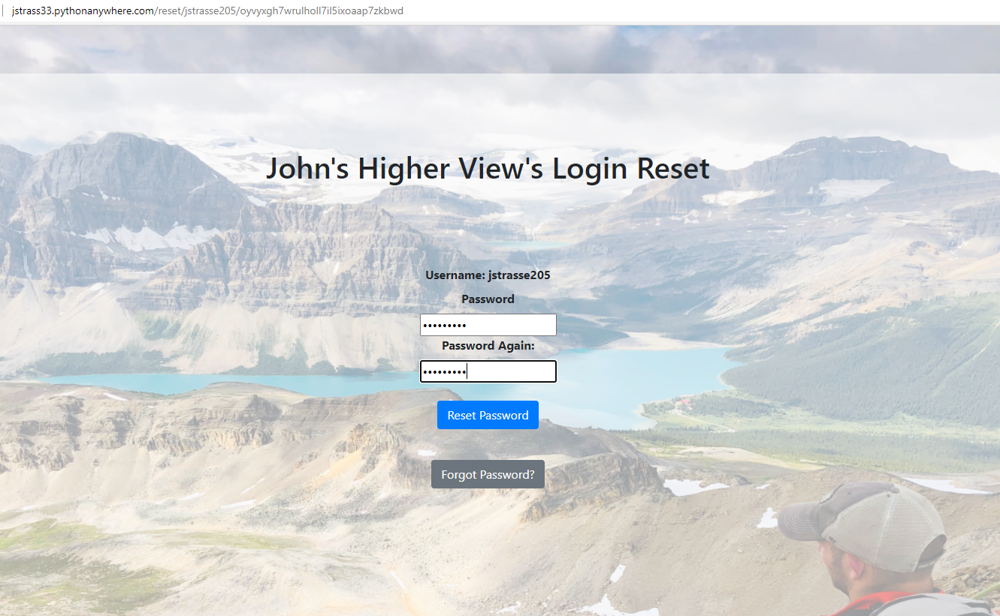 jstrass33.pythonanywhere.com/reset/jstrasse205/oyvyxgh7wrulholl7il5ixoaap7zkbwd
John's Higher View's Login Reset
Username: jstrasse205
Password
•••••••••
Password Again:
•••••••••
Reset Password
Forgot Password?